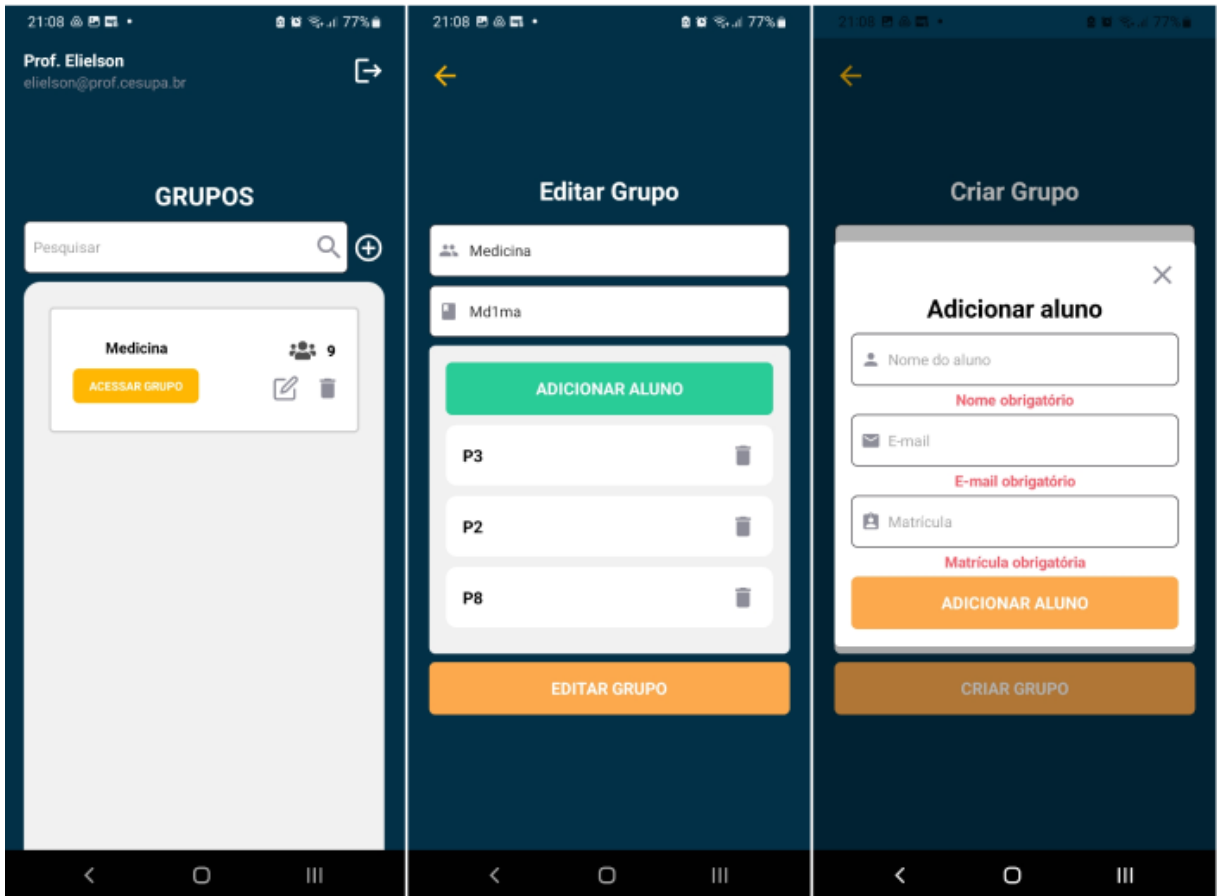 21:08
77%
Prof. Elielson
elielson@prof.cesupa.br
GRUPOS
Pesquisar
Medicina
9
ACESSAR GRUPO
21:08
77%
Editar Grupo
Medicina
Md1ma
ADICIONAR ALUNO
P3
P2
P8
EDITAR GRUPO
21:08
77%
Criar Grupo
Adicionar aluno
Nome do aluno
Nome obrigatório
E-mail
E-mail obrigatório
Matrícula
Matrícula obrigatória
ADICIONAR ALUNO
CRIAR GRUPO